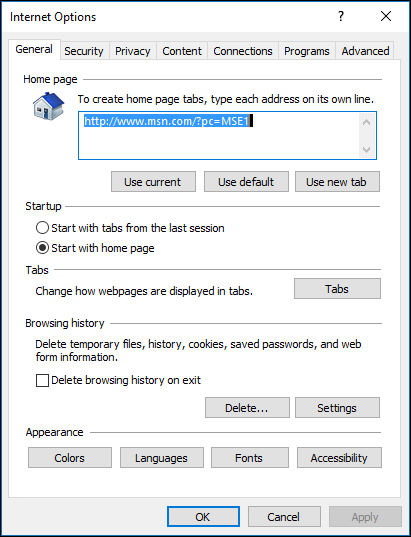 Internet Options
?
General Security Privacy Content Connections Programs Advanced
Home page
To create home page tabs, type each address on its own line.
http://www.msn.com/?pc=MSE1
Use current Use default Use new tab
Startup
Start with tabs from the last session
Start with home page
Tabs
Change how webpages are displayed in tabs. Tabs
Browsing history
Delete temporary files, history, cookies, saved passwords, and web
form information.
Delete browsing history on exit
Delete... Settings
Appearance
Colors Languages Fonts Accessibility
OK Cancel Apply